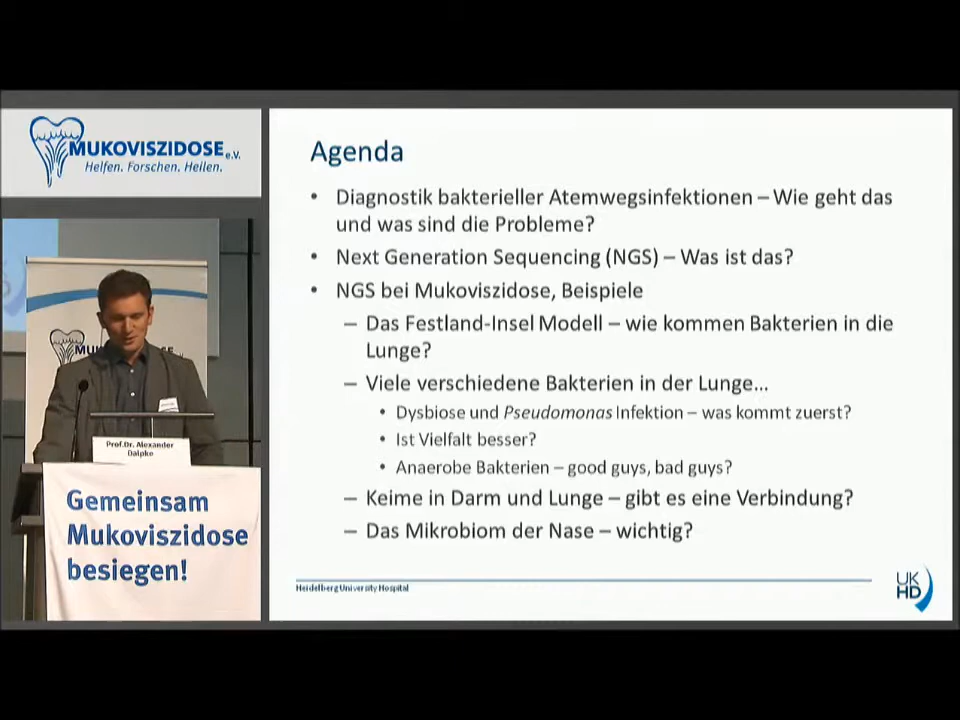 MUKOVISZIDOSE e.V.
Helfen. Forschen. Heilen.
MUKOVISZIDOSE e.V.
Prof.Dr. Alexander
Dalpke
Gemeinsam
Mukoviszidose
besiegen!
Agenda
• Diagnostik bakterieller Atemwegsinfektionen – Wie geht das
und was sind die Probleme?
• Next Generation Sequencing (NGS) – Was ist das?
• NGS bei Mukoviszidose, Beispiele
– Das Festland-Insel Modell – wie kommen Bakterien in die
Lunge?
– Viele verschiedene Bakterien in der Lunge...
• Dysbiose und Pseudomonas Infektion – was kommt zuerst?
• Ist Vielfalt besser?
• Anaerobe Bakterien – good guys, bad guys?
– Keime in Darm und Lunge – gibt es eine Verbindung?
– Das Mikrobiom der Nase – wichtig?
Heidelberg University Hospital
UK
HD